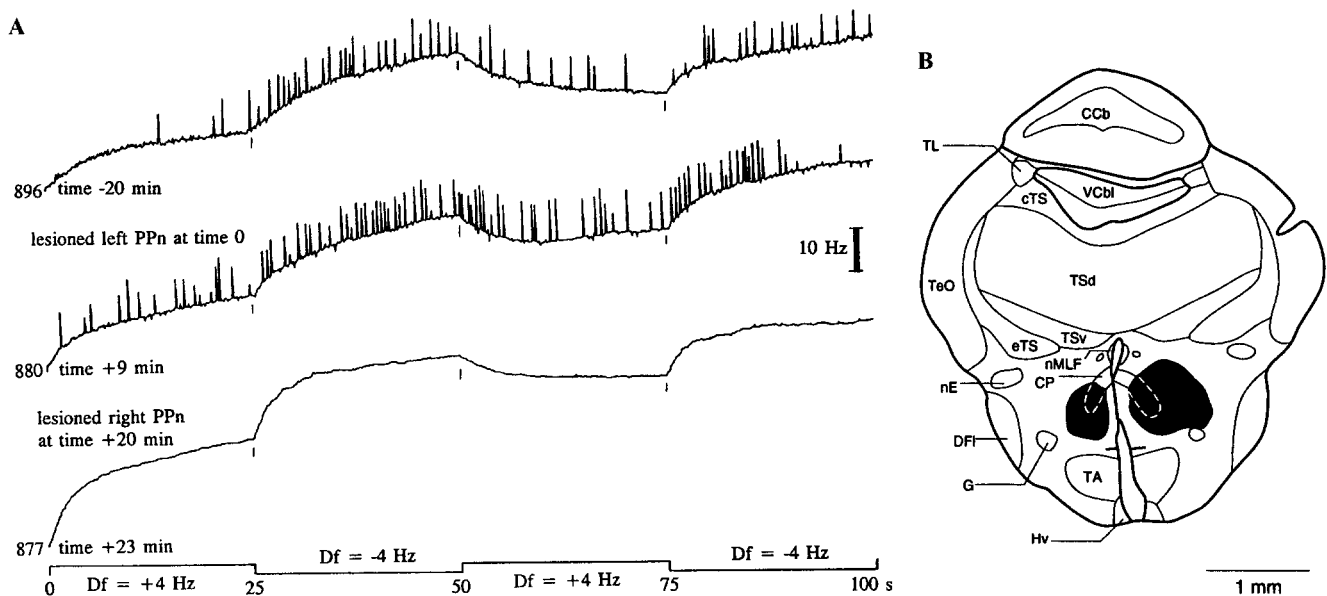 A
896 time -20 min
lesioned left PPn at time 0
10 Hz
880 time +9 min
lesioned right PPn
at time +20 min
877 time +23 min
Df = +4 Hz
Df = -4 Hz
Df = +4 Hz
Df = -4 Hz
0 25 50 75 100 s
B
CCb
TL
VCbl
cTS
TeO
TSd
TSv
eTS
nMLF
CP
nE
DFl
G
TA
Hv
1 mm